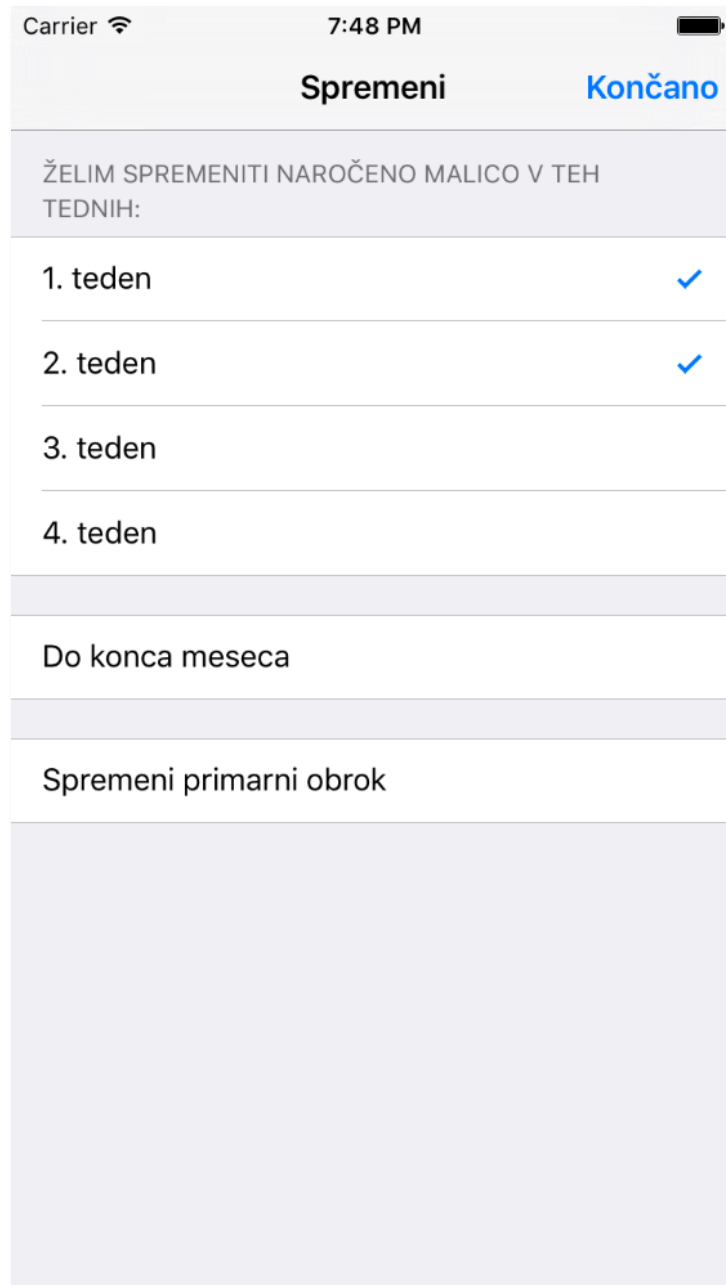 Carrier 7:48 PM
Spremeni Končano
ŽELIM SPREMENITI NAROČENO MALICO V TEH
TEDNIH:
1. teden
2. teden
3. teden
4. teden
Do konca meseca
Spremeni primarni obrok